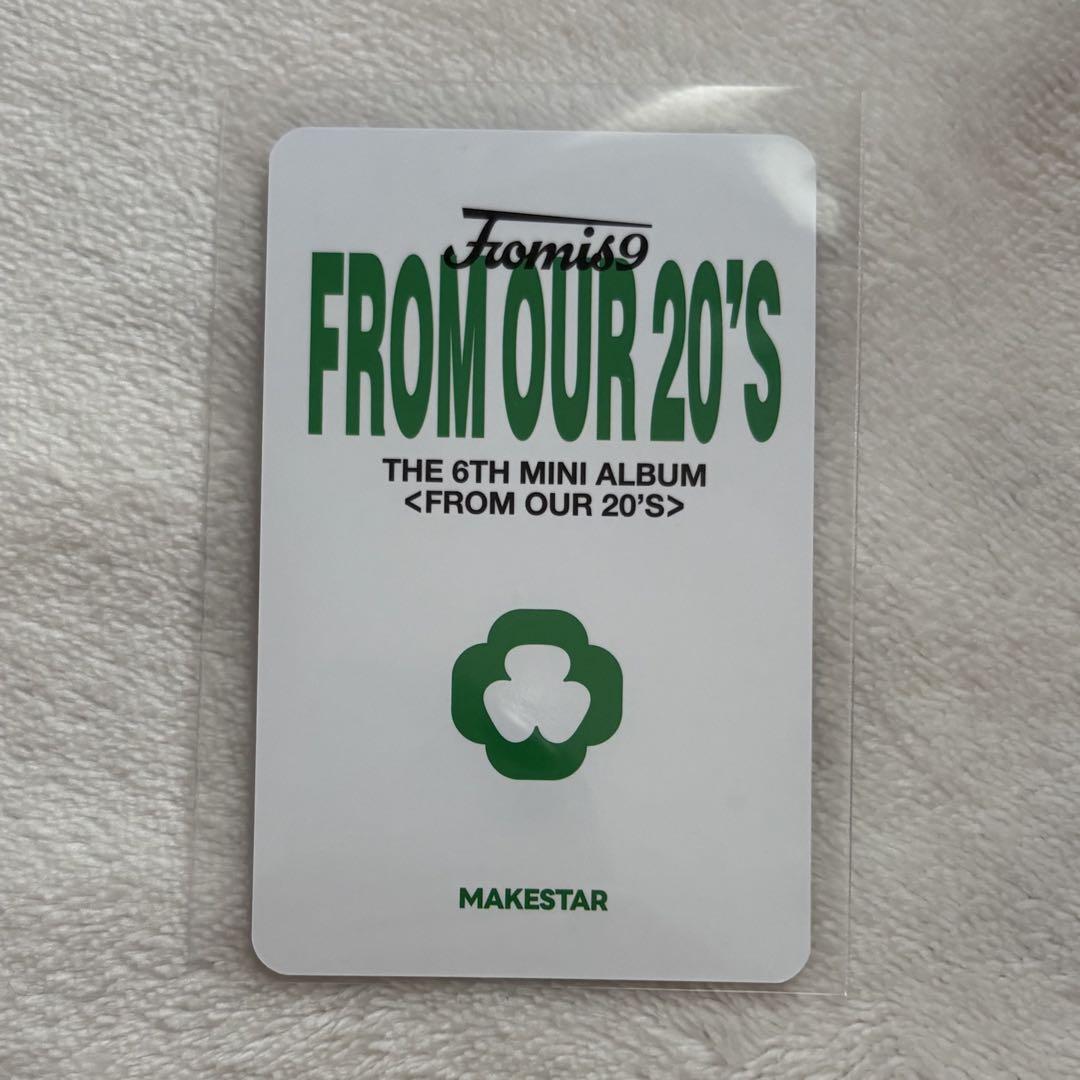 Fromis9
FROM OUR 20'S
THE 6TH MINI ALBUM
<FROM OUR 20'S>
MAKESTAR